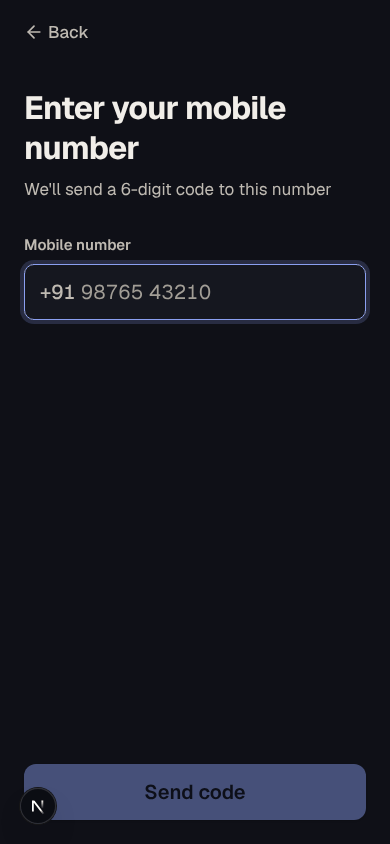 Back
Enter your mobile
number
We'll send a 6-digit code to this number
Mobile number
+91 98765 43210
Send code
N